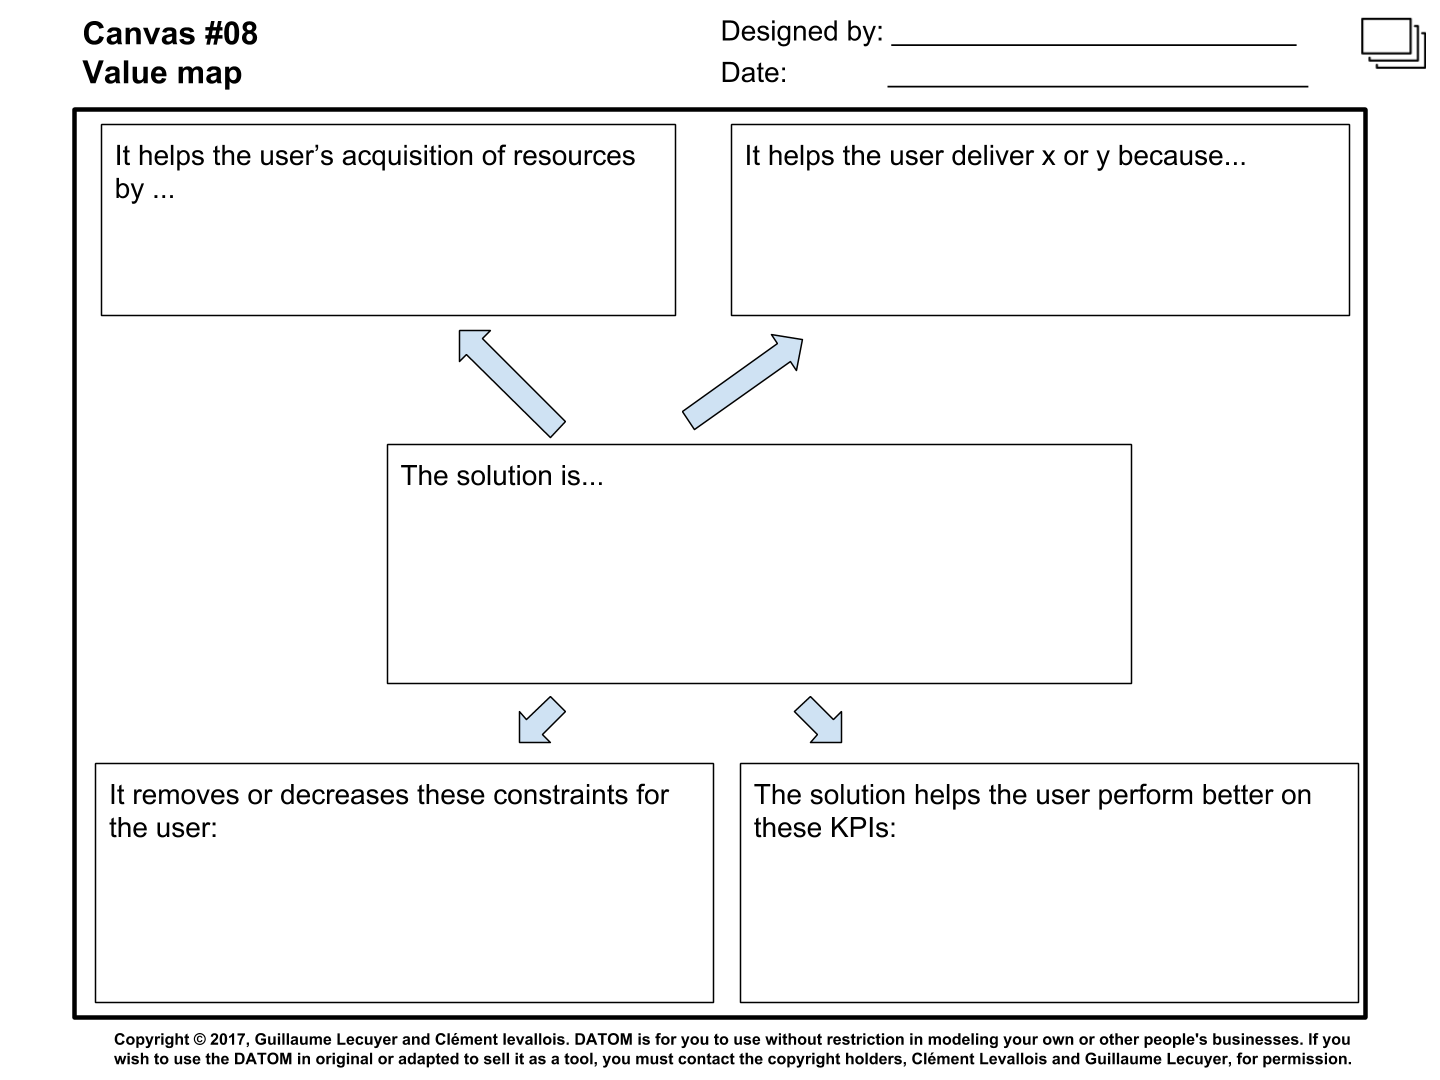 Canvas #08
Value map
Designed by:
Date:
It helps the user’s acquisition of resources
by ...
It helps the user deliver x or y because...
The solution is...
It removes or decreases these constraints for
the user:
The solution helps the user perform better on
these KPIs:
Copyright © 2017, Guillaume Lecuyer and Clément levallois. DATOM is for you to use without restriction in modeling your own or other people's businesses. If you
wish to use the DATOM in original or adapted to sell it as a tool, you must contact the copyright holders, Clément Levallois and Guillaume Lecuyer, for permission.